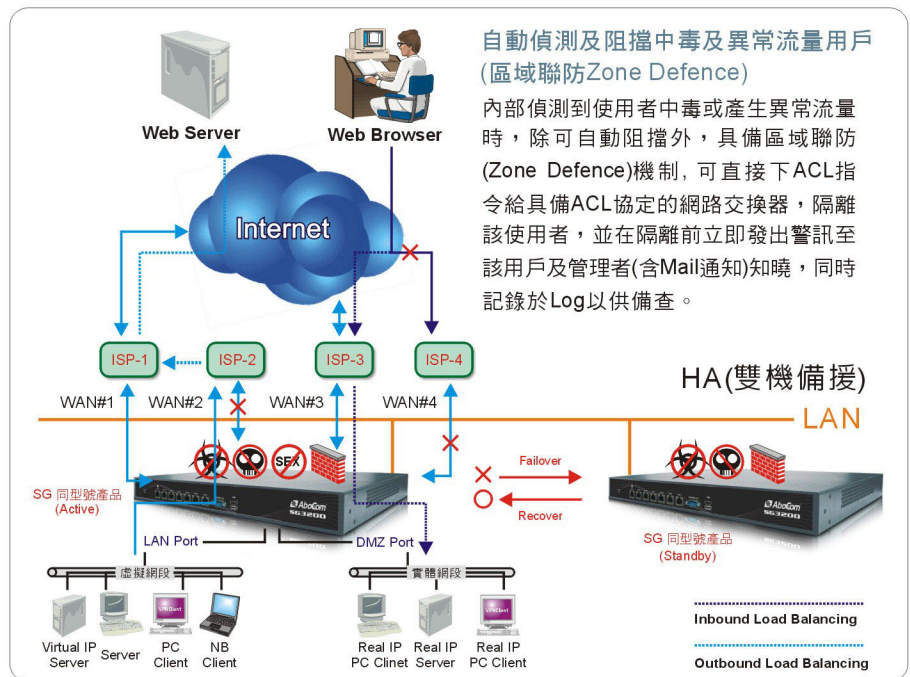 自動偵測及阻擋中毒及異常流量用戶
(區域聯防Zone Defence)
內部偵測到使用者中毒或產生異常流量
時，除可自動阻擋外，具備區域聯防
(Zone Defence)機制, 可直接下ACL指
令給具備ACL協定的網路交換器，隔離
該使用者，並在隔離前立即發出警訊至
該用戶及管理者(含Mail通知)知曉，同時
記錄於Log以供備查。
Web Server
Web Browser
Internet
ISP-1
ISP-2
ISP-3
ISP-4
HA(雙機備援)
WAN#1
WAN#2
WAN#3
WAN#4
LAN
SEX
Failover
Recover
SG 同型號產品
(Active)
AboCom
SG3200
AboCom
SG3200
SG 同型號產品
(Standby)
LAN Port
DMZ Port
虛擬網段
實體網段
VPN Client
VPN Client
Virtual IP
Server
Server
PC
Client
NB
Client
Real IP
PC Clinet
Real IP
Server
Real IP
PC Client
Inbound Load Balancing
Outbound Load Balancing